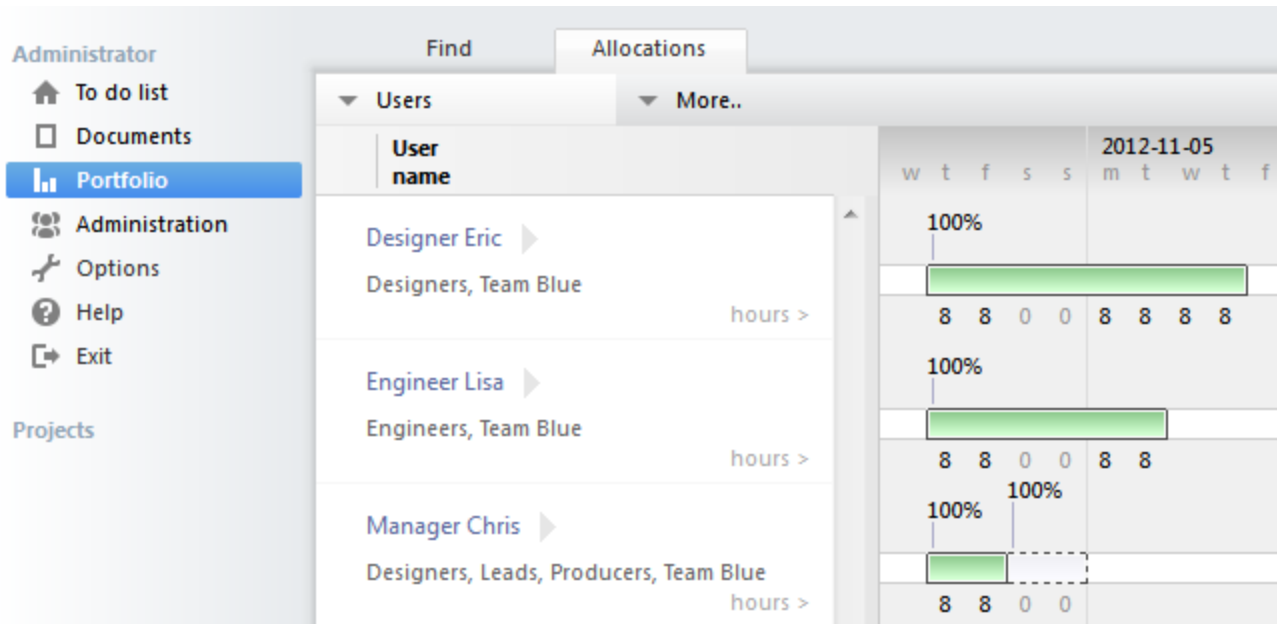 Administrator
To do list
Documents
Portfolio
Administration
Options
Help
Exit
Projects
Find Allocations
Users More..
User
name
2012-11-05
w t f s s m t w t f
Designer Eric
Designers, Team Blue
hours >
100%
8 8 0 0 8 8 8 8
Engineer Lisa
Engineers, Team Blue
hours >
100%
8 8 0 0 8 8
Manager Chris
Designers, Leads, Producers, Team Blue
hours >
100%
100%
8 8 0 0